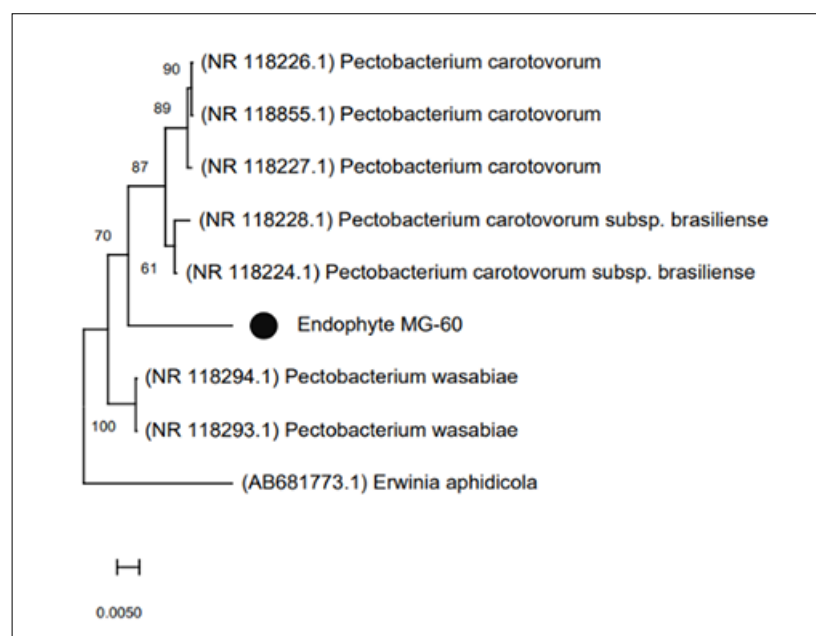 90
(NR 118226.1) Pectobacterium carotovorum
89
(NR 118855.1) Pectobacterium carotovorum
87
(NR 118227.1) Pectobacterium carotovorum
(NR 118228.1) Pectobacterium carotovorum subsp. brasiliense
70
61
(NR 118224.1) Pectobacterium carotovorum subsp. brasiliense
Endophyte MG-60
(NR 118294.1) Pectobacterium wasabiae
100
(NR 118293.1) Pectobacterium wasabiae
(AB681773.1) Erwinia aphidicola
0.0050